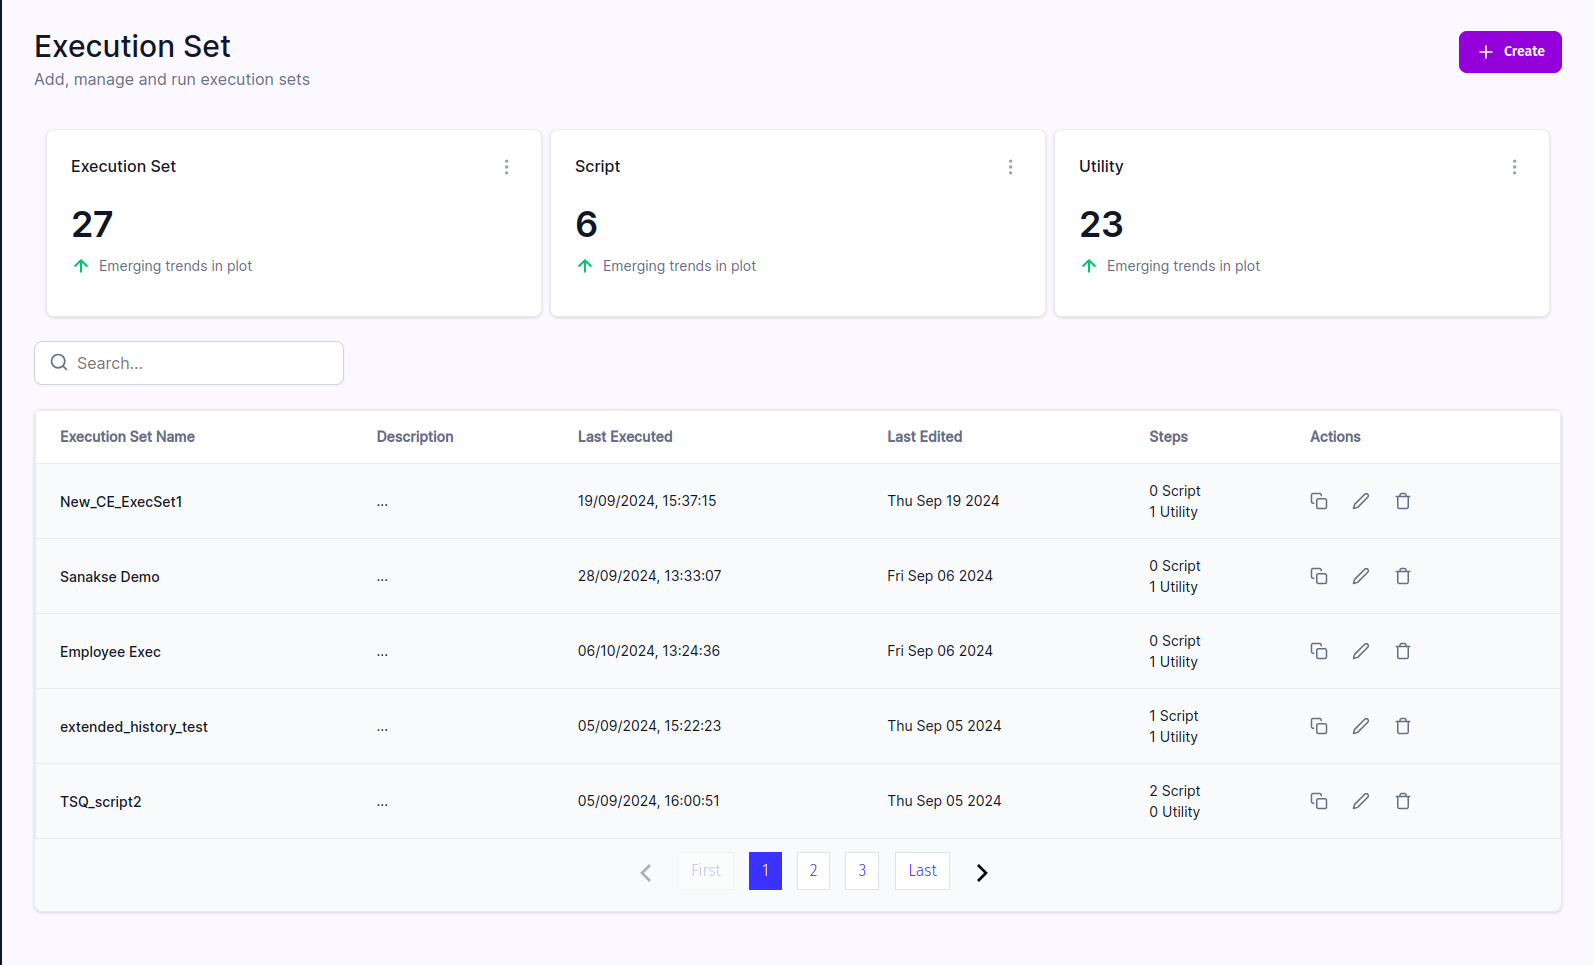 Execution Set
Add, manage and run execution sets
Create
Execution Set
27
Emerging trends in plot
Script
6
Emerging trends in plot
Utility
23
Emerging trends in plot
Search...
Execution Set Name Description Last Executed Last Edited Steps Actions
New_CE_ExecSet1 ... 19/09/2024, 15:37:15 Thu Sep 19 2024 0 Script
1 Utility
Sanakse Demo ... 28/09/2024, 13:33:07 Fri Sep 06 2024 0 Script
1 Utility
Employee Exec ... 06/10/2024, 13:24:36 Fri Sep 06 2024 0 Script
1 Utility
extended_history_test ... 05/09/2024, 15:22:23 Thu Sep 05 2024 1 Script
1 Utility
TSQ_script2 ... 05/09/2024, 16:00:51 Thu Sep 05 2024 2 Script
0 Utility
First 1 2 3 Last